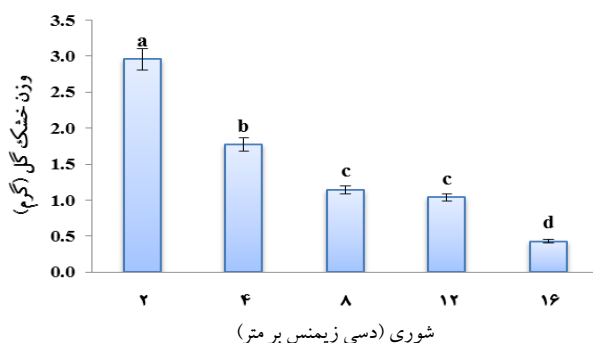 وزن خشک گل (گرم)
3.5
3.0
2.5
2.0
1.5
1.0
0.5
0.0
a
b
c
c
d
۲ ۴ ۸ ۱۲ ۱۶
شوری (دسی زیمنس بر متر)